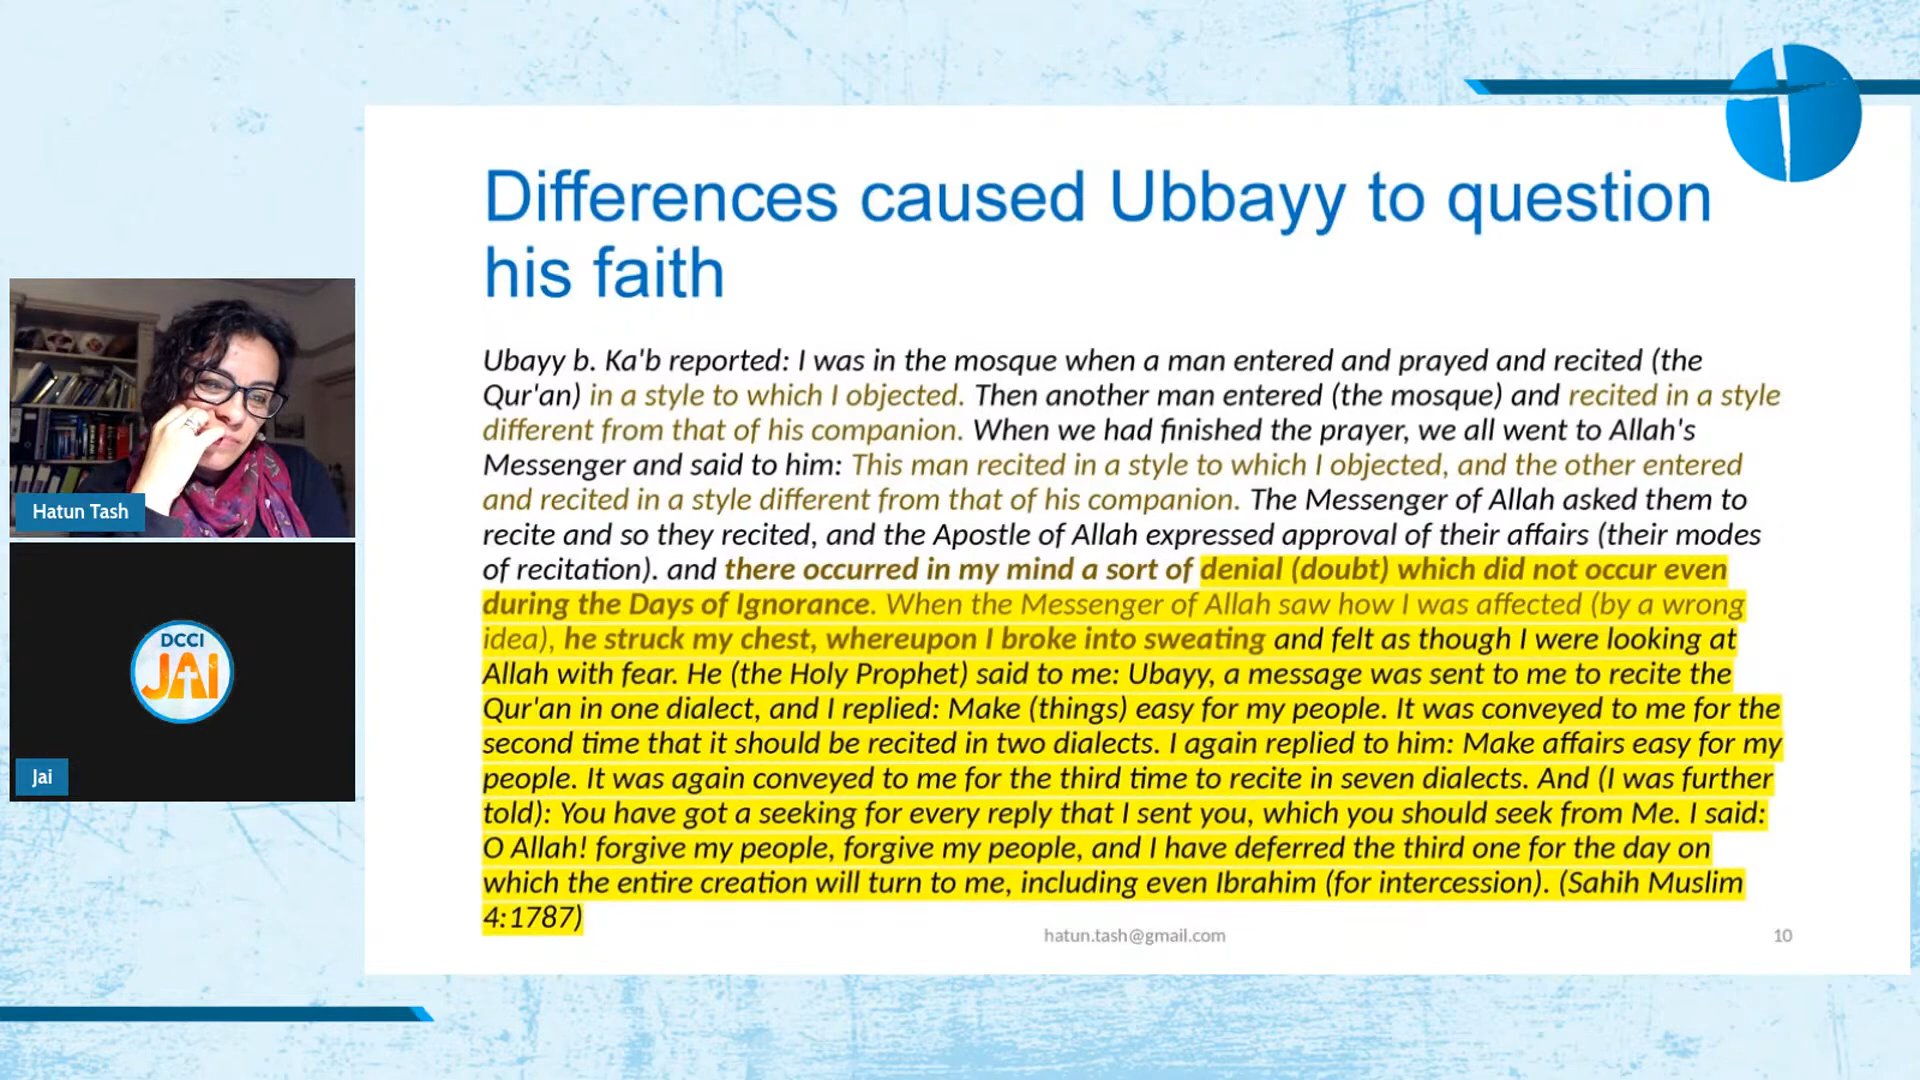 Differences caused Ubbayy to question
his faith
Ubayy b. Ka'b reported: I was in the mosque when a man entered and prayed and recited (the
Qur'an) in a style to which I objected. Then another man entered (the mosque) and recited in a style
different from that of his companion. When we had finished the prayer, we all went to Allah's
Messenger and said to him: This man recited in a style to which I objected, and the other entered
and recited in a style different from that of his companion. The Messenger of Allah asked them to
recite and so they recited, and the Apostle of Allah expressed approval of their affairs (their modes
of recitation). and there occurred in my mind a sort of denial (doubt) which did not occur even
during the Days of Ignorance. When the Messenger of Allah saw how I was affected (by a wrong
idea), he struck my chest, whereupon I broke into sweating and felt as though I were looking at
Allah with fear. He (the Holy Prophet) said to me: Ubayy, a message was sent to me to recite the
Qur'an in one dialect, and I replied: Make (things) easy for my people. It was conveyed to me for the
second time that it should be recited in two dialects. I again replied to him: Make affairs easy for my
people. It was again conveyed to me for the third time to recite in seven dialects. And (I was further
told): You have got a seeking for every reply that I sent you, which you should seek from Me. I said:
O Allah! forgive my people, forgive my people, and I have deferred the third one for the day on
which the entire creation will turn to me, including even Ibrahim (for intercession). (Sahih Muslim
4:1787)
hatun.tash@gmail.com
10
Hatun Tash
DCCI
JAI
Jai